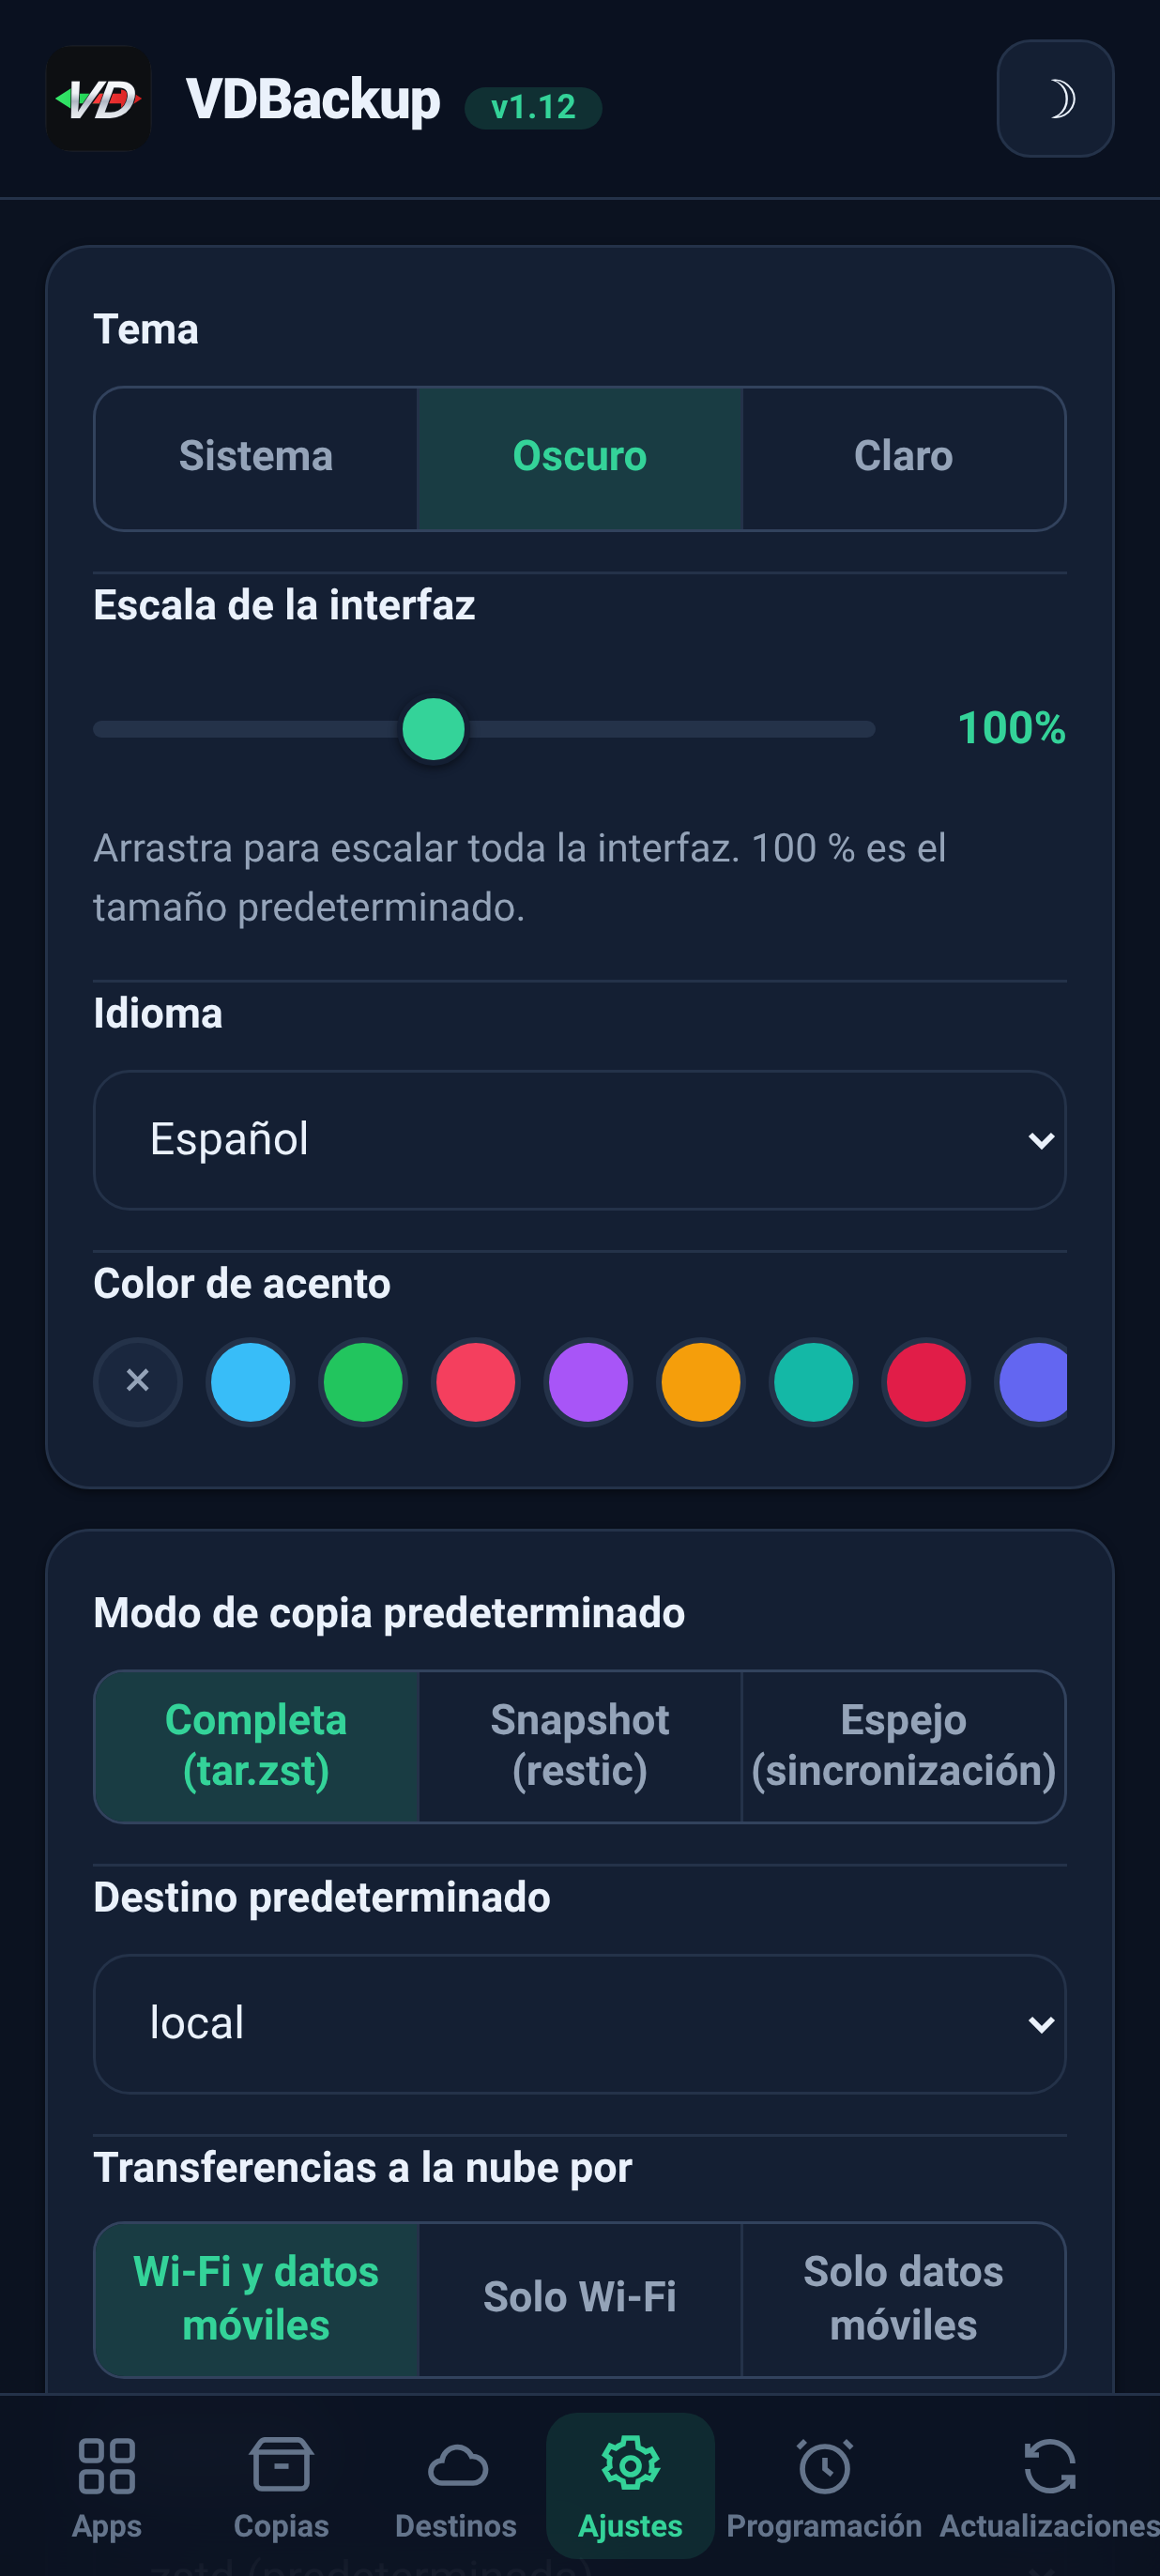 VD
VDBackup v1.12
Tema
Sistema Oscuro Claro
Escala de la interfaz
100%
Arrastra para escalar toda la interfaz. 100 % es el
tamaño predeterminado.
Idioma
Español
Color de acento
Modo de copia predeterminado
Completa
(tar.zst)
Snapshot
(restic)
Espejo
(sincronización)
Destino predeterminado
local
Transferencias a la nube por
Wi-Fi y datos
móviles
Solo Wi-Fi
Solo datos
móviles
Apps Copias Destinos Ajustes Programación Actualizaciones
zstd (predeterminado)